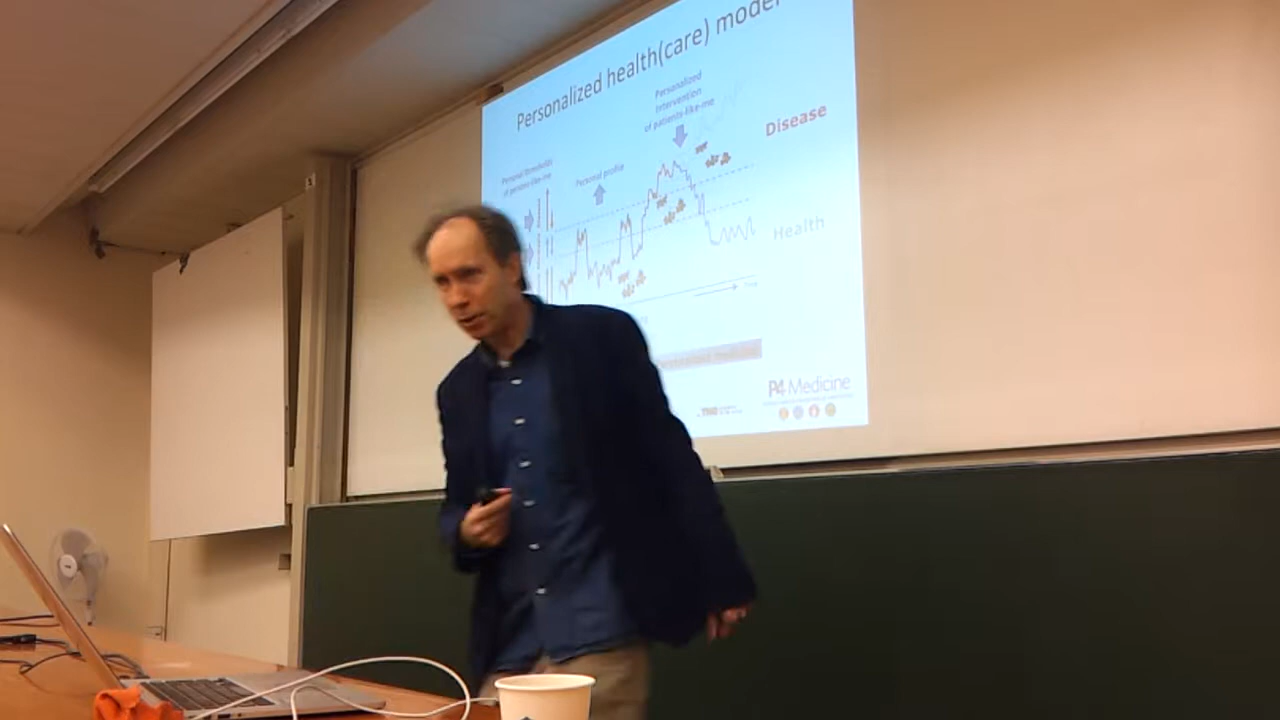 Personalized health(care) model
Personalized
intervention
of patients-like-me
Disease
Personal thresholds
of persons-like-me
Personal profile
Health
Time
P4 Medicine